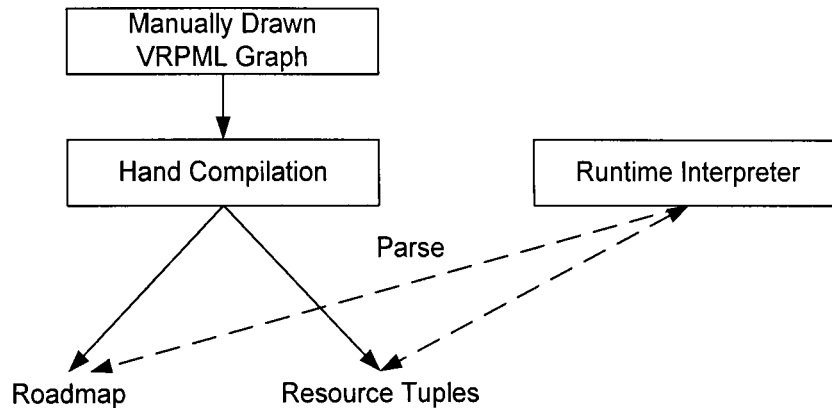 Manually Drawn
VRPML Graph
Hand Compilation
Runtime Interpreter
Parse
Roadmap
Resource Tuples